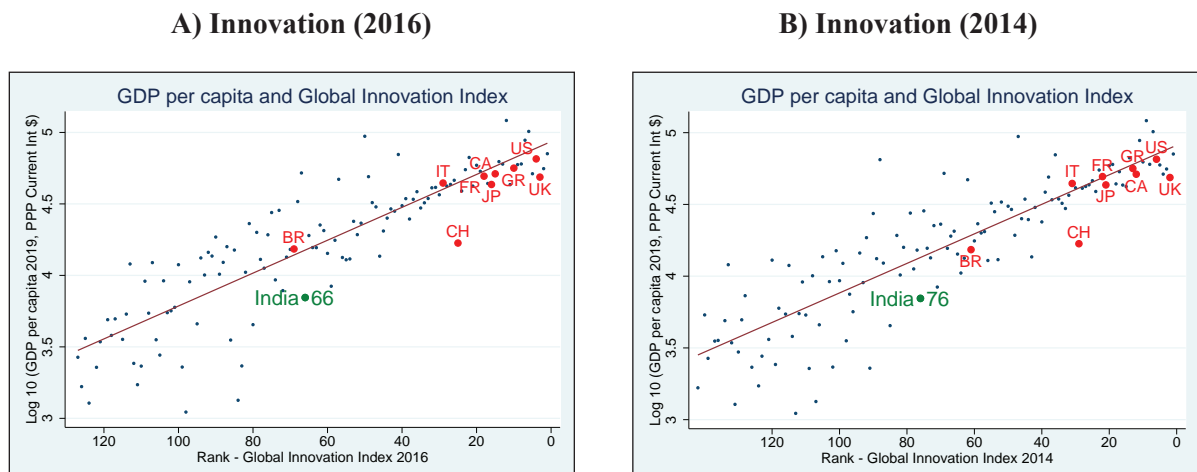 A) Innovation (2016)
GDP per capita and Global Innovation Index
Log 10 (GDP per capita 2019, PPP Current Int $)
5
4.5
4
3.5
3
US
CA
IT
FR
JP
GR
UK
CH
BR
India 66
120 100 80 60 40 20 0
Rank - Global Innovation Index 2016
B) Innovation (2014)
GDP per capita and Global Innovation Index
Log 10 (GDP per capita 2019, PPP Current Int $)
5
4.5
4
3.5
3
US
GR
FR
IT
JP
CA
UK
CH
BR
India 76
120 100 80 60 40 20 0
Rank - Global Innovation Index 2014